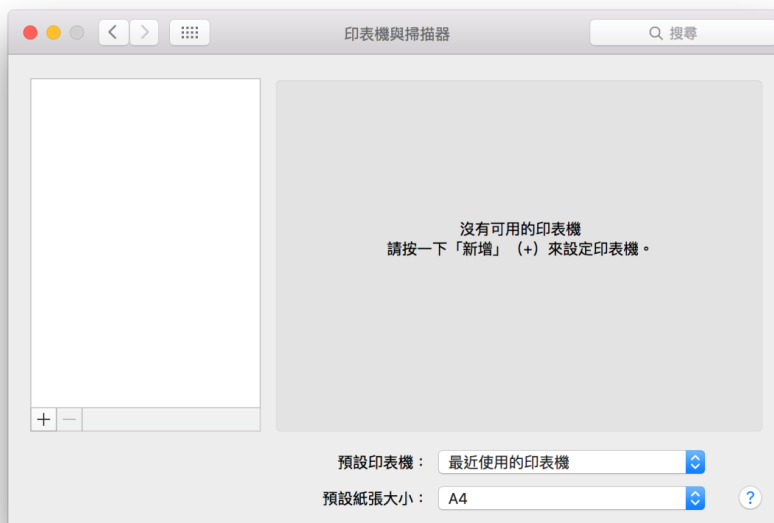 印表機與掃描器
搜尋
沒有可用的印表機
請按一下「新增」（+）來設定印表機。
預設印表機：
最近使用的印表機
預設紙張大小：
A4
?